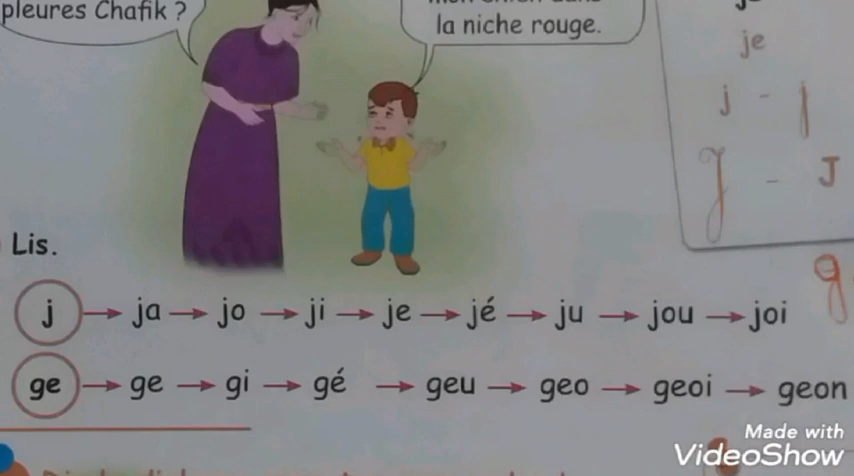 pleures Chafik ?
la niche rouge.
je
j - j
J - J
Lis.
j → ja → jo → ji → je → jé → ju → jou → joi
ge → ge → gi → gé → geu → geo → geoi → geon
g
Made with
VideoShow